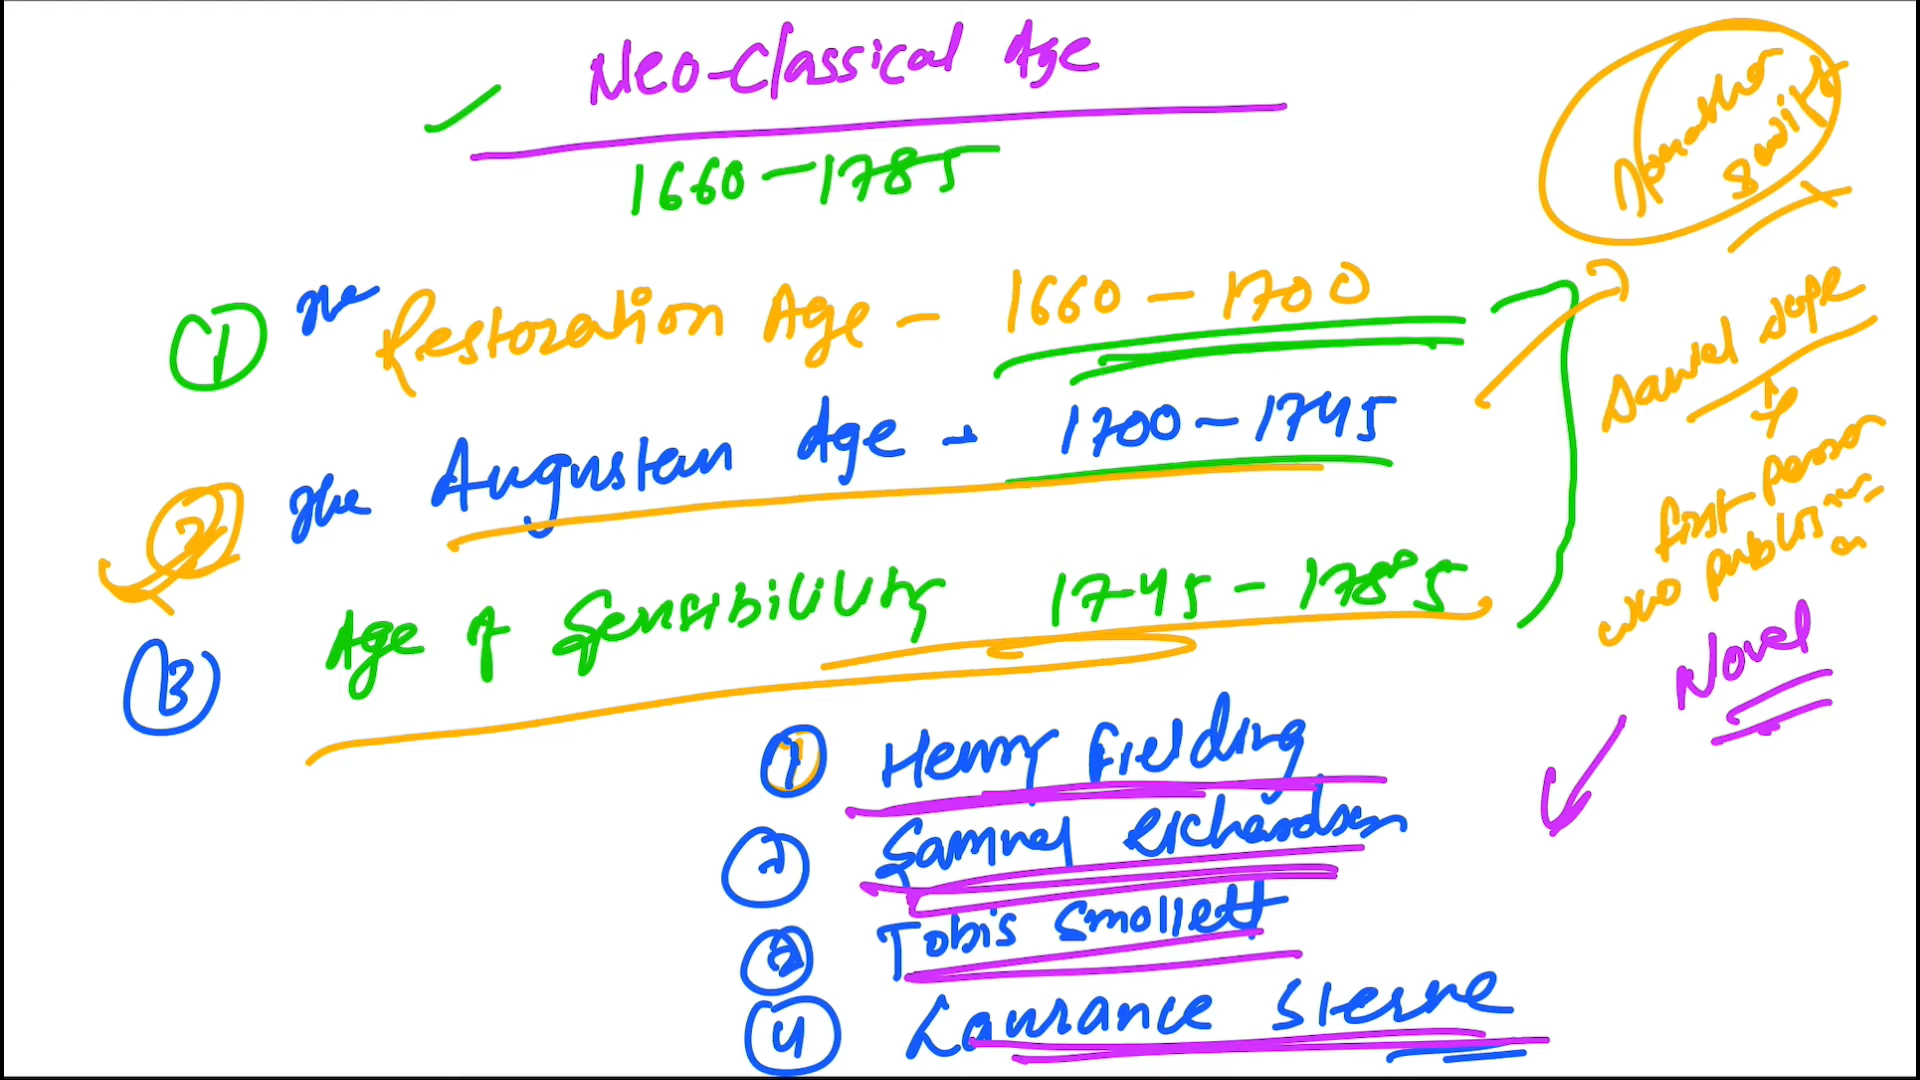 Neo-Classical Age
1660-1785
Jonathan
Swift
① The Restoration Age - 1660 - 1700
② The Augustan Age - 1700 - 1745
③ Age of Sensibility 1745 - 1785
Daniel
first person
who publish
Novel
① Henry Fielding
② Samuel Richardson
③ Tobis Smollett
④ Laurance Sterne